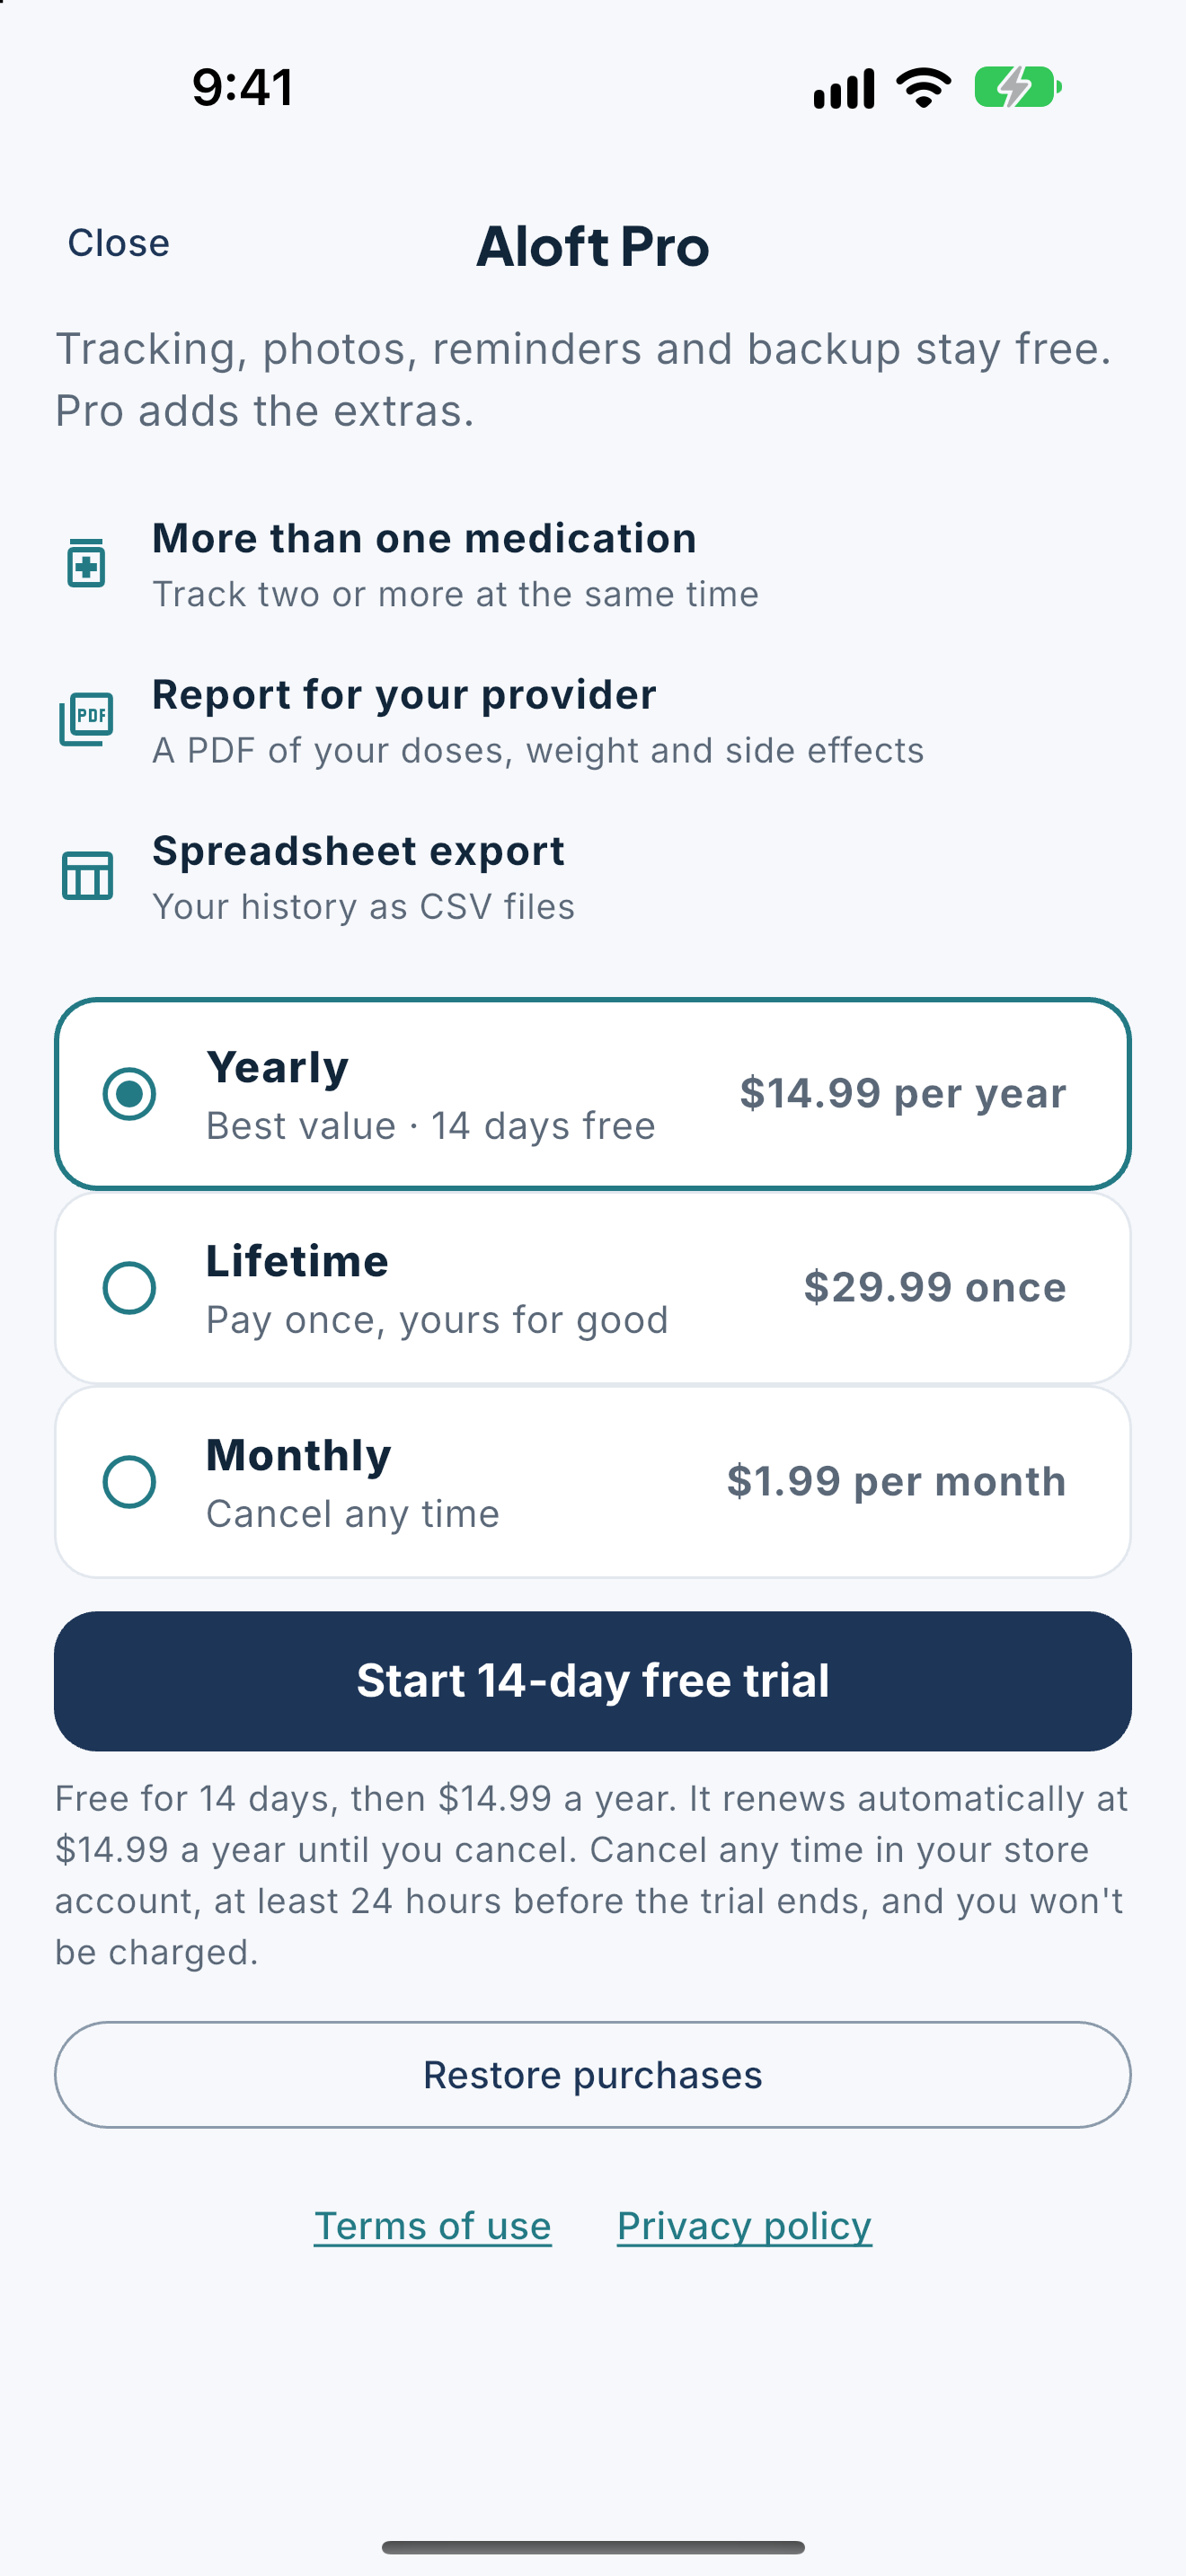 9:41
Close
Aloft Pro
Tracking, photos, reminders and backup stay free.
Pro adds the extras.
More than one medication
Track two or more at the same time
PDF
Report for your provider
A PDF of your doses, weight and side effects
Spreadsheet export
Your history as CSV files
Yearly
Best value · 14 days free
$14.99 per year
Lifetime
Pay once, yours for good
$29.99 once
Monthly
Cancel any time
$1.99 per month
Start 14-day free trial
Free for 14 days, then $14.99 a year. It renews automatically at
$14.99 a year until you cancel. Cancel any time in your store
account, at least 24 hours before the trial ends, and you won't
be charged.
Restore purchases
Terms of use
Privacy policy